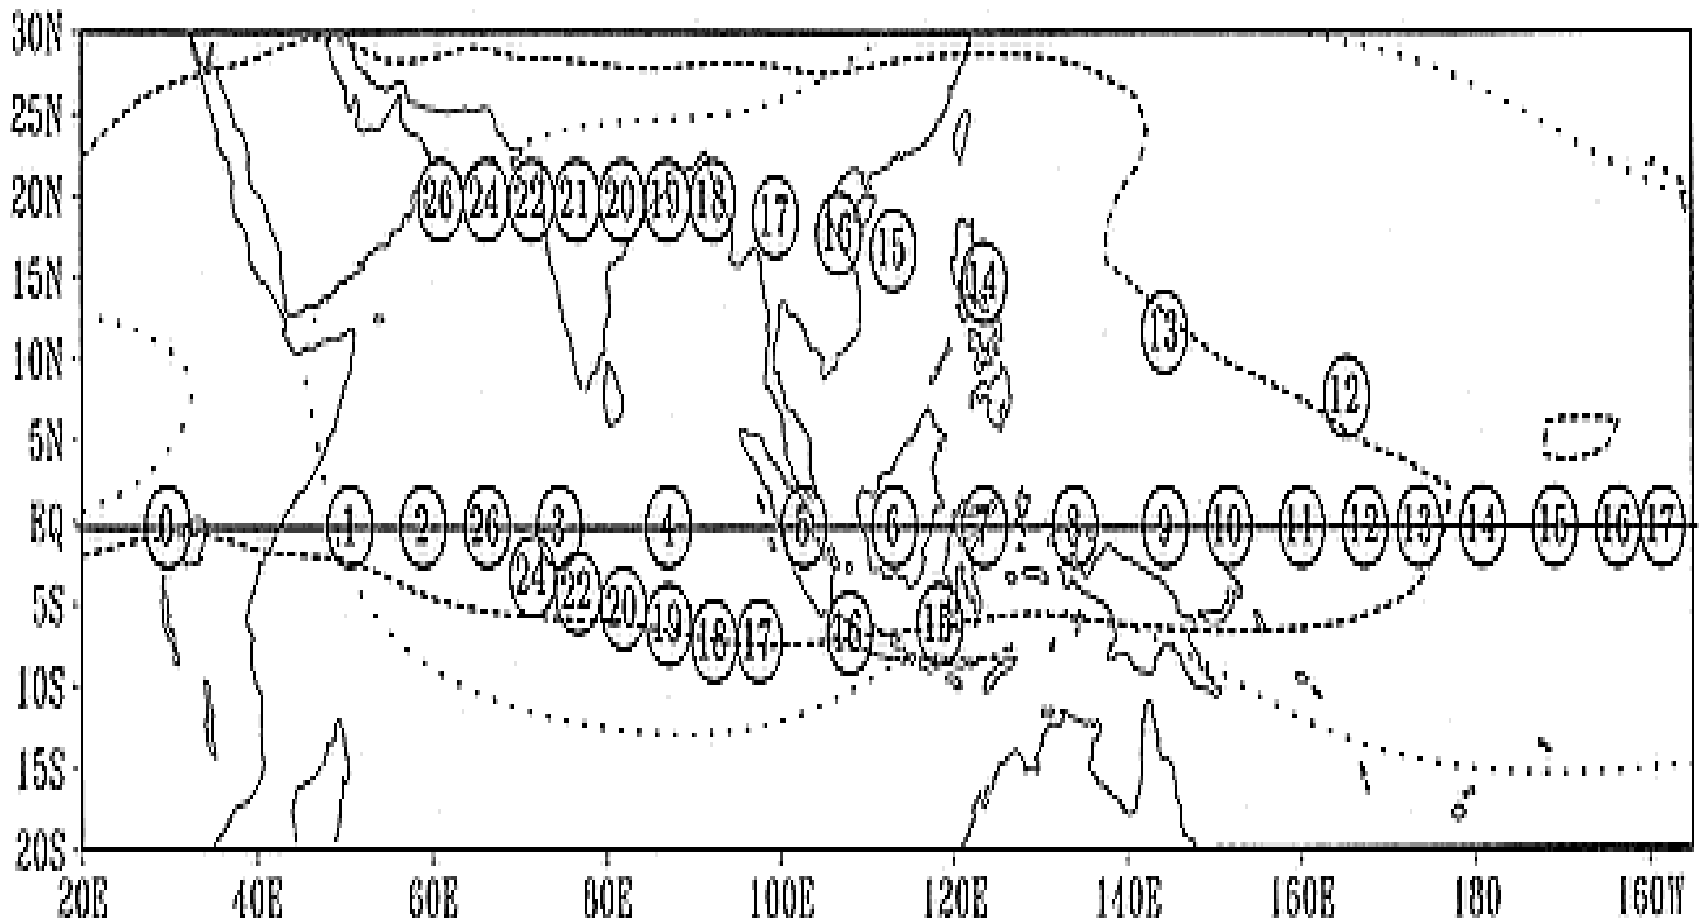 30N
25N
20N 26 24 22 21 20 19 18 17 16 15
15N 14
10N 13
5N 12
EQ 0 1 2 26 3 4 5 6 7 8 9 10 11 12 13 14 15 16 17
5S 24 22 20 19 18 17 16 15
10S
15S
20S
20E 40E 60E 80E 100E 120E 140E 160E 180 160W